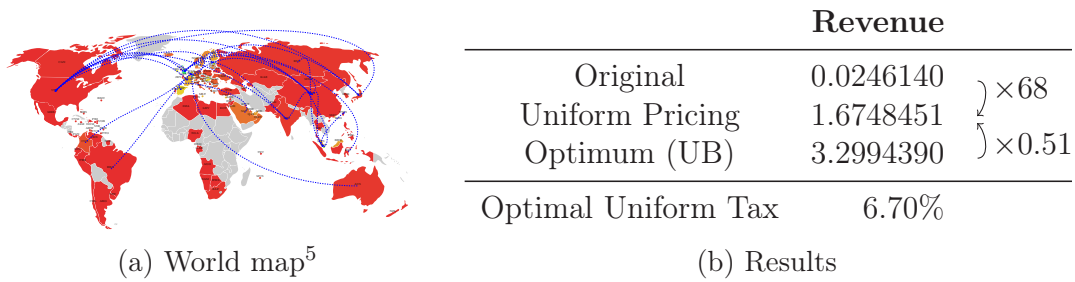 Revenue
Original 0.0246140
Uniform Pricing 1.6748451
Optimum (UB) 3.2994390
×68
×0.51
Optimal Uniform Tax 6.70%
(a) World map5
(b) Results